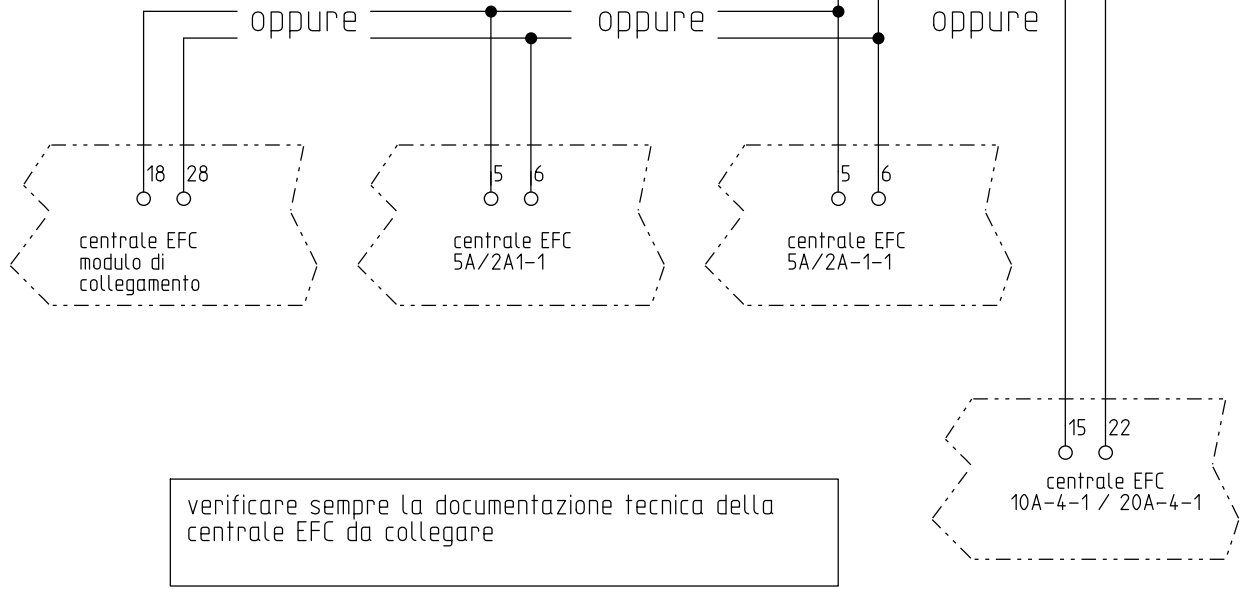 oppure oppure oppure
18 28 5 6 5 6
centrale EFC
modulo di
collegamento
centrale EFC
5A/2A1-1
centrale EFC
5A/2A-1-1
15 22
centrale EFC
10A-4-1 / 20A-4-1
verificare sempre la documentazione tecnica della
centrale EFC da collegare